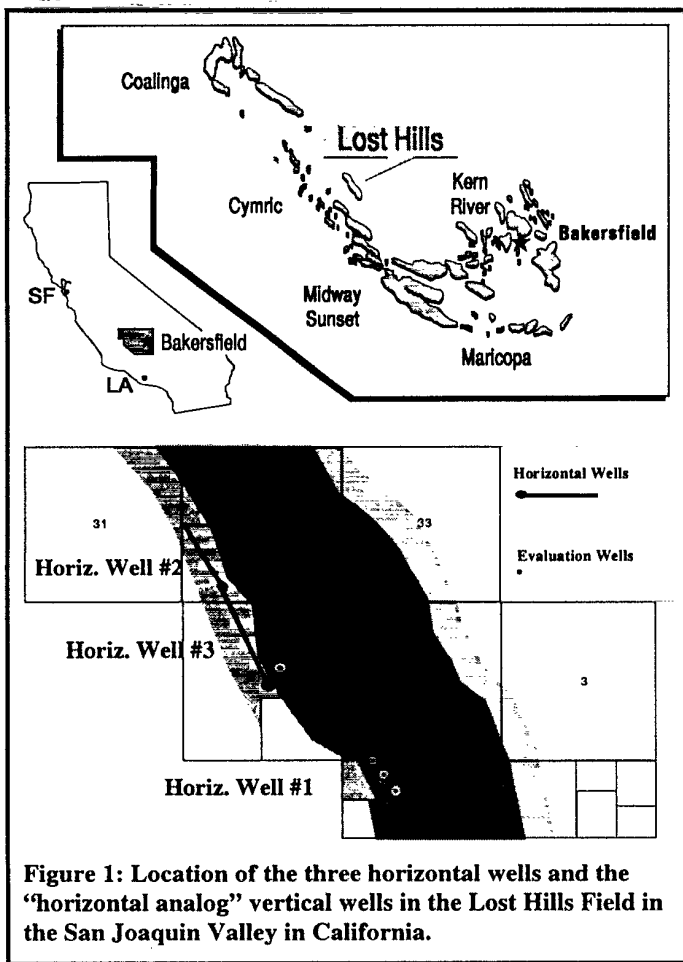 Coalinga
Lost Hills
Cymric
Kern
River
Bakersfield
Midway
Sunset
Maricopa
SF
Bakersfield
LA
Horizontal Wells
31
33
Evaluation Wells
Horiz. Well #2
Horiz. Well #3
3
Horiz. Well #1
Figure 1: Location of the three horizontal wells and the
“horizontal analog” vertical wells in the Lost Hills Field in
the San Joaquin Valley in California.